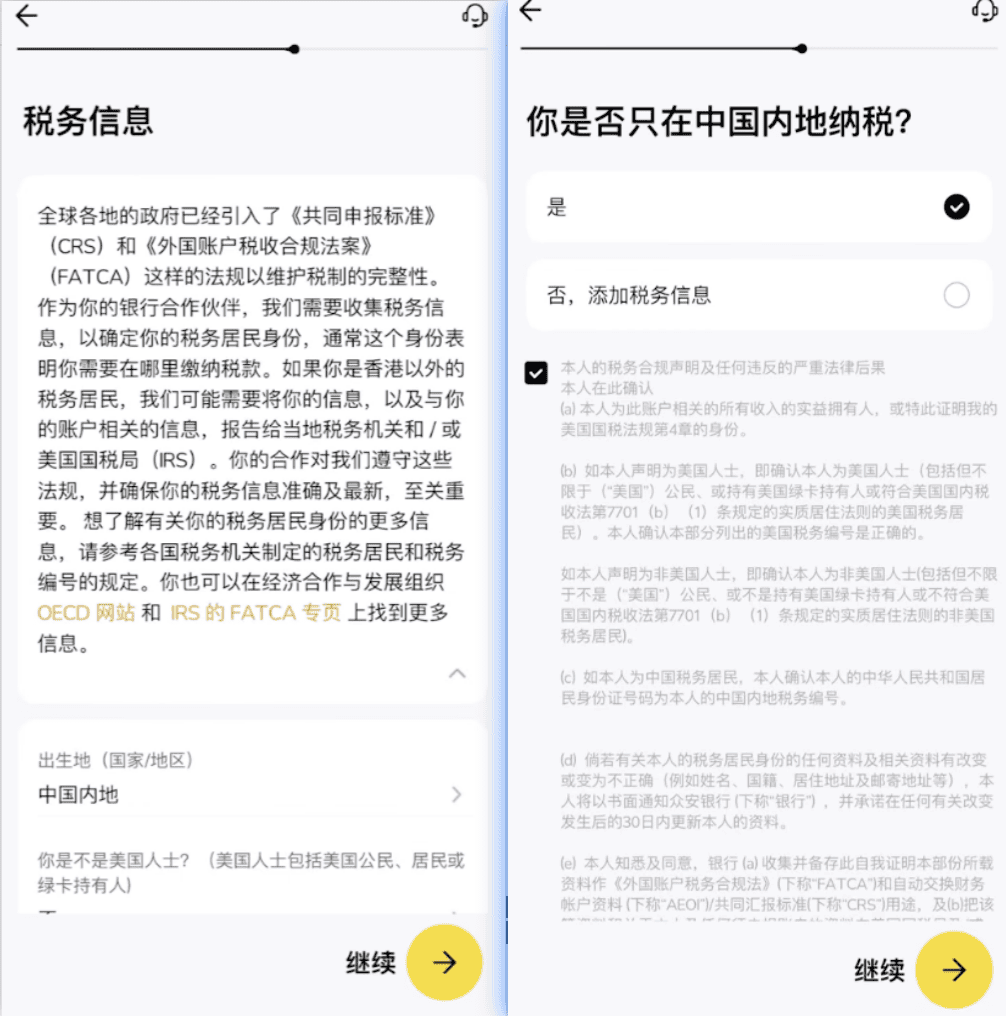 税务信息
全球各地的政府已经引入了《共同申报标准》
（CRS）和《外国账户税收合规法案》
（FATCA）这样的法规以维护税制的完整性。
作为你的银行合作伙伴，我们需要收集税务信
息，以确定你的税务居民身份，通常这个身份表
明你需要在哪里缴纳税款。如果你是香港以外的
税务居民，我们可能需要将你的信息，以及与你
的账户相关的信息，报告给当地税务机关和 / 或
美国国税局（IRS）。你的合作对我们遵守这些
法规，并确保你的税务信息准确及最新，至关重
要。 想了解有关你的税务居民身份的更多信
息，请参考各国税务机关制定的税务居民和税务
编号的规定。你也可以在经济合作与发展组织
OECD 网站 和 IRS 的 FATCA 专页 上找到更多
信息。
出生地（国家/地区）
中国内地
你是不是美国人士？（美国人士包括美国公民、居民或
绿卡持有人)
继续
你是否只在中国内地纳税？
是
否，添加税务信息
本人的税务合规声明及任何违反的严重法律后果
本人在此确认
(a) 本人为此账户相关的所有收入的实益拥有人，或特此证明我的
美国国税法规第4章的身份。
(b) 如本人声明为美国人士，即确认本人为美国人士（包括但不
限于（“美国”）公民、或持有美国绿卡持有人或符合美国国内税
收法第7701（b）（1）条规定的实质居住法则的美国税务居
民）。本人确认本部分列出的美国税务编号是正确的。
如本人声明为非美国人士，即确认本人为非美国人士(包括但不限
于不是（“美国”）公民、或不是持有美国绿卡持有人或不符合美
国国内税收法第7701（b）（1）条规定的实质居住法则的非美国
税务居民)。
(c) 如本人为中国税务居民，本人确认本人的中华人民共和国居
民身份证号码为本人的中国内地税务编号。
(d) 倘若有关本人的税务居民身份的任何资料及相关资料有改变
或变为不正确（例如姓名、国籍、居住地址及邮寄地址等），本
人将以书面通知众安银行 (下称“银行”），并承诺在任何有关改变
发生后的30日内更新本人的资料。
(e) 本人知悉及同意，银行 (a) 收集并备存此自我证明本部份所载
资料作《外国账户税务合规法》(下称“FATCA”)和自动交换财务
帐户资料 (下称“AEOI”)/共同汇报标准(下称“CRS”)用途，及(b)把该
继续